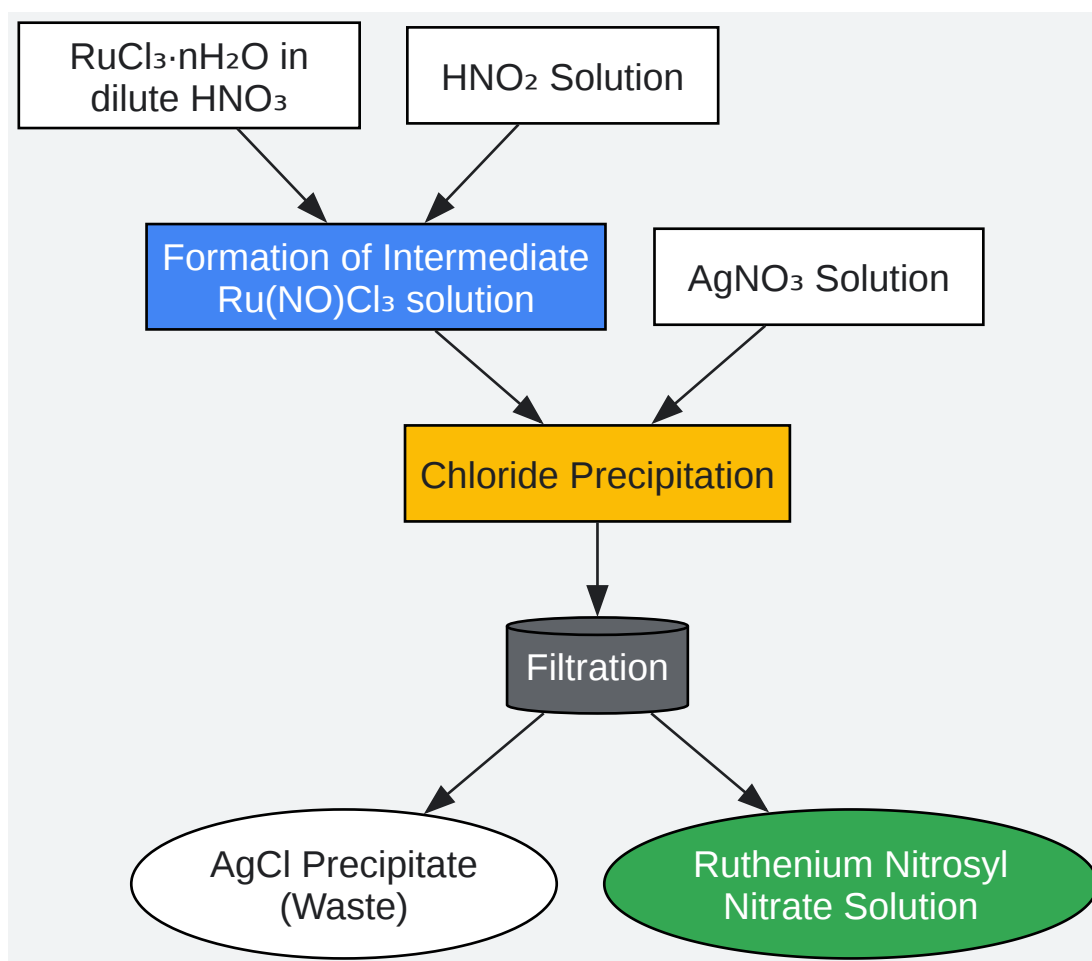 RuCl₃·nH₂O in
dilute HNO₃
HNO₂ Solution
Formation of Intermediate
Ru(NO)Cl₃ solution
AgNO₃ Solution
Chloride Precipitation
Filtration
AgCl Precipitate
(Waste)
Ruthenium Nitrosyl
Nitrate Solution